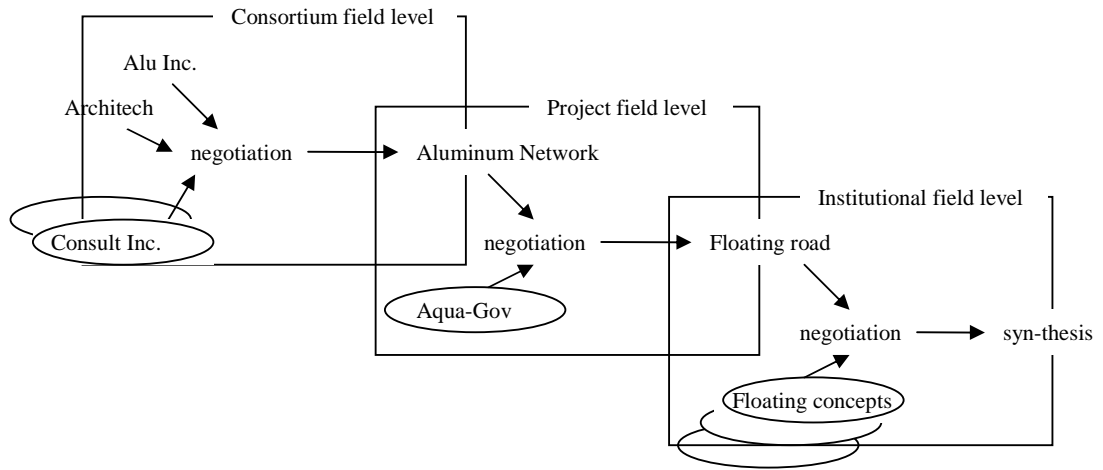 Consortium field level
Alu Inc.
Architech
Project field level
negotiation
Aluminum Network
Institutional field level
Consult Inc.
negotiation
Floating road
Aqua-Gov
negotiation
syn-thesis
Floating concepts